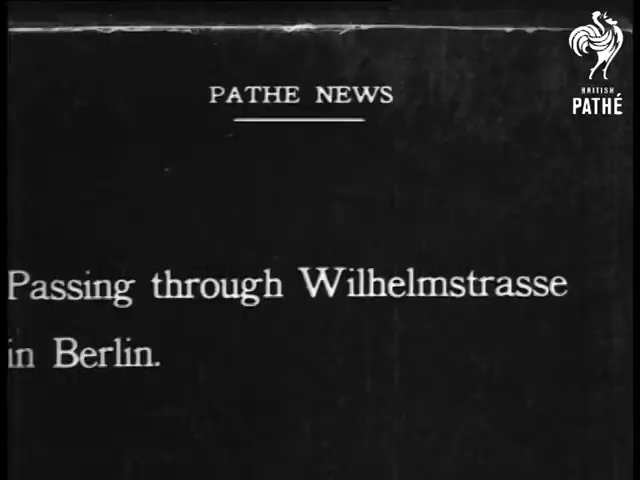 PATHE NEWS
BRITISH
PATHÉ
Passing through Wilhelmstrasse
in Berlin.